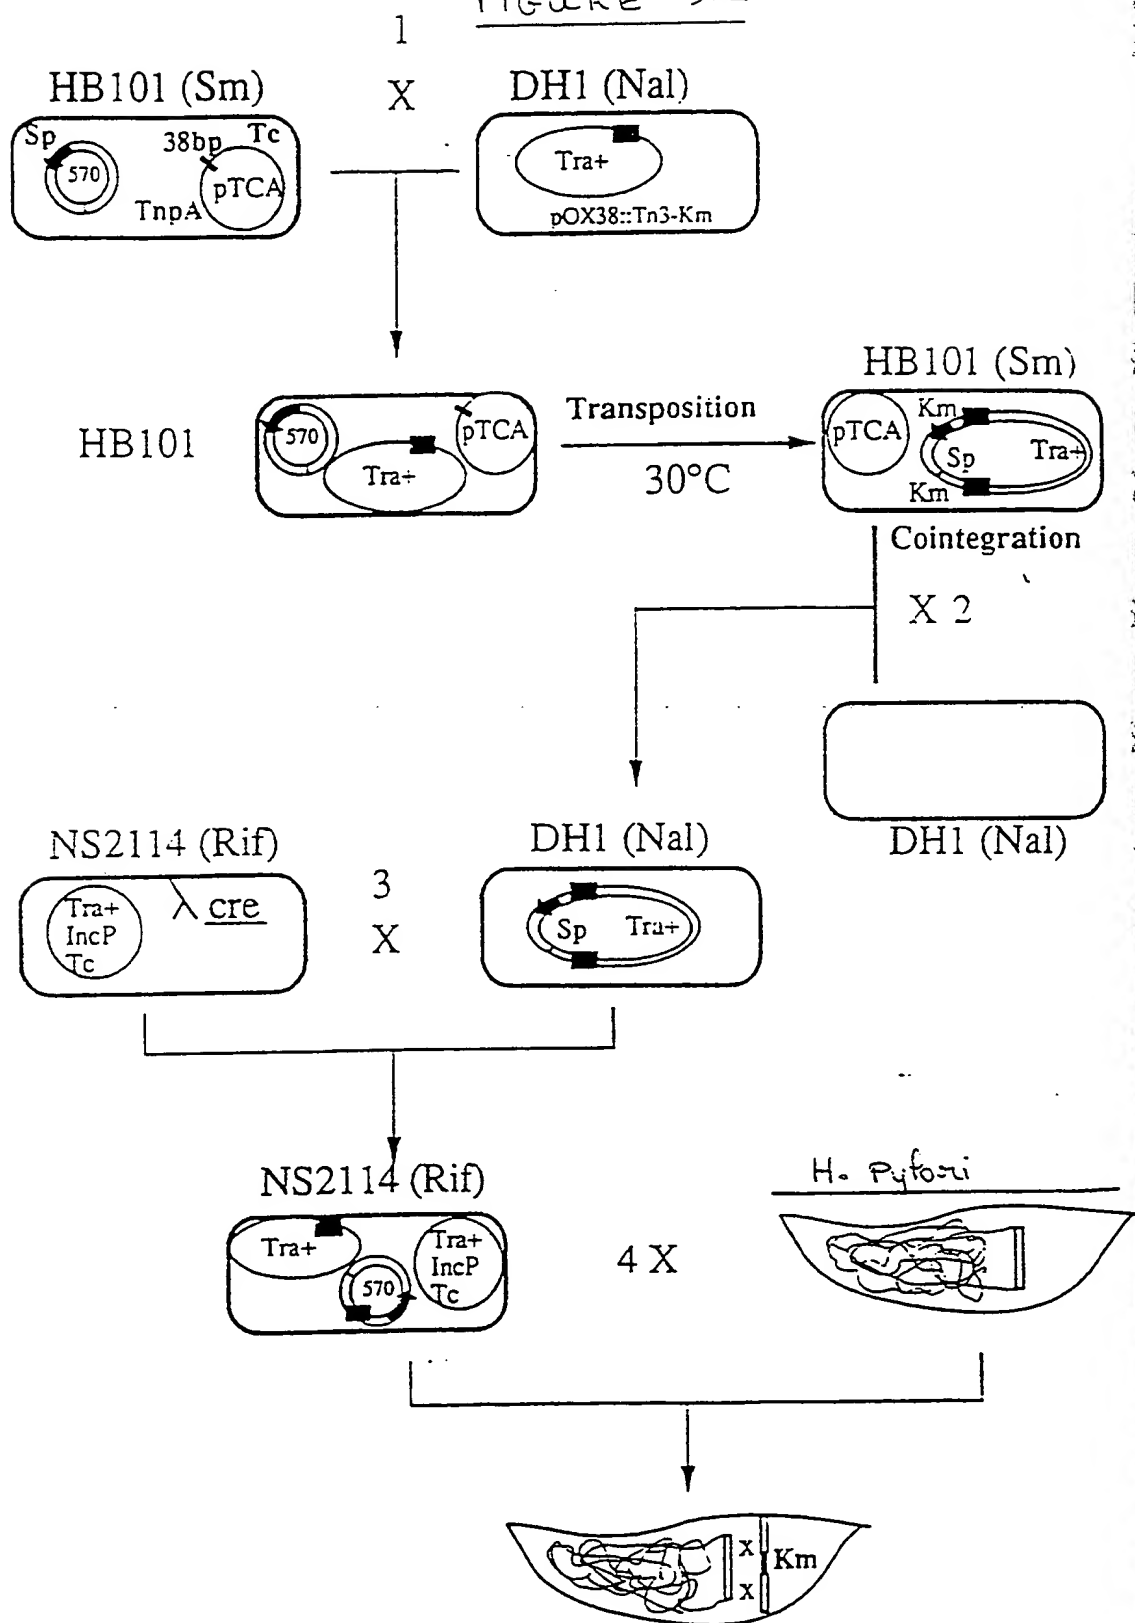 FIGURE
1
X
HB101 (Sm)
DH1 (Nal)
Sp
38bp
Tc
570
TnpA
pTCA
Tra+
pOX38::Tn3-Km
HB101 (Sm)
HB101
570
Tra+
pTCA
Transposition
30°C
pTCA
Km
Sp
Tra+
Km
Cointegration
X 2
DH1 (Nal)
NS2114 (Rif)
Tra+
IncP
Tc
λ cre
3
X
DH1 (Nal)
Sp
Tra+
NS2114 (Rif)
Tra+
570
Tra+
IncP
Tc
4 X
H. Pylori
X
X
Km